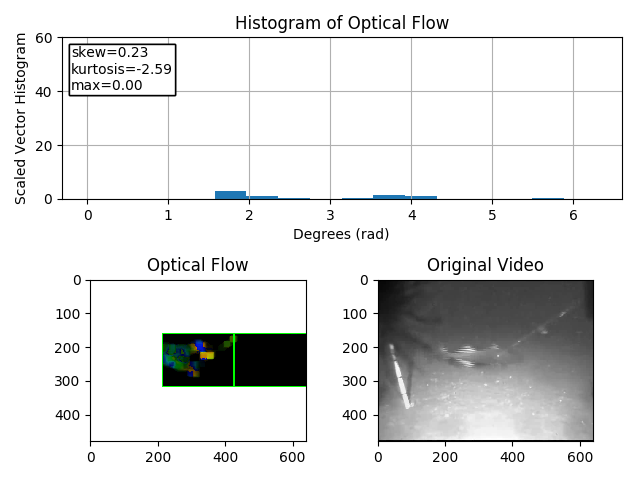 Histogram of Optical Flow
Scaled Vector Histogram
60
40
20
0
skew=0.23
kurtosis=-2.59
max=0.00
0 1 2 3 4 5 6
Degrees (rad)
Optical Flow
0
100
200
300
400
0 200 400 600
Original Video
0
100
200
300
400
0 200 400 600